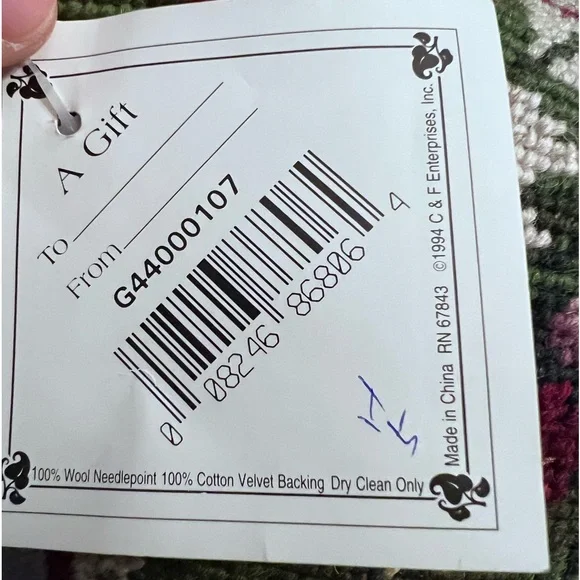 A Gift
To
From
G44000107
0 08246 86806 4
100% Wool Needlepoint 100% Cotton Velvet Backing Dry Clean Only
Made in China RN 67843 ©1994 C & F Enterprises, Inc.